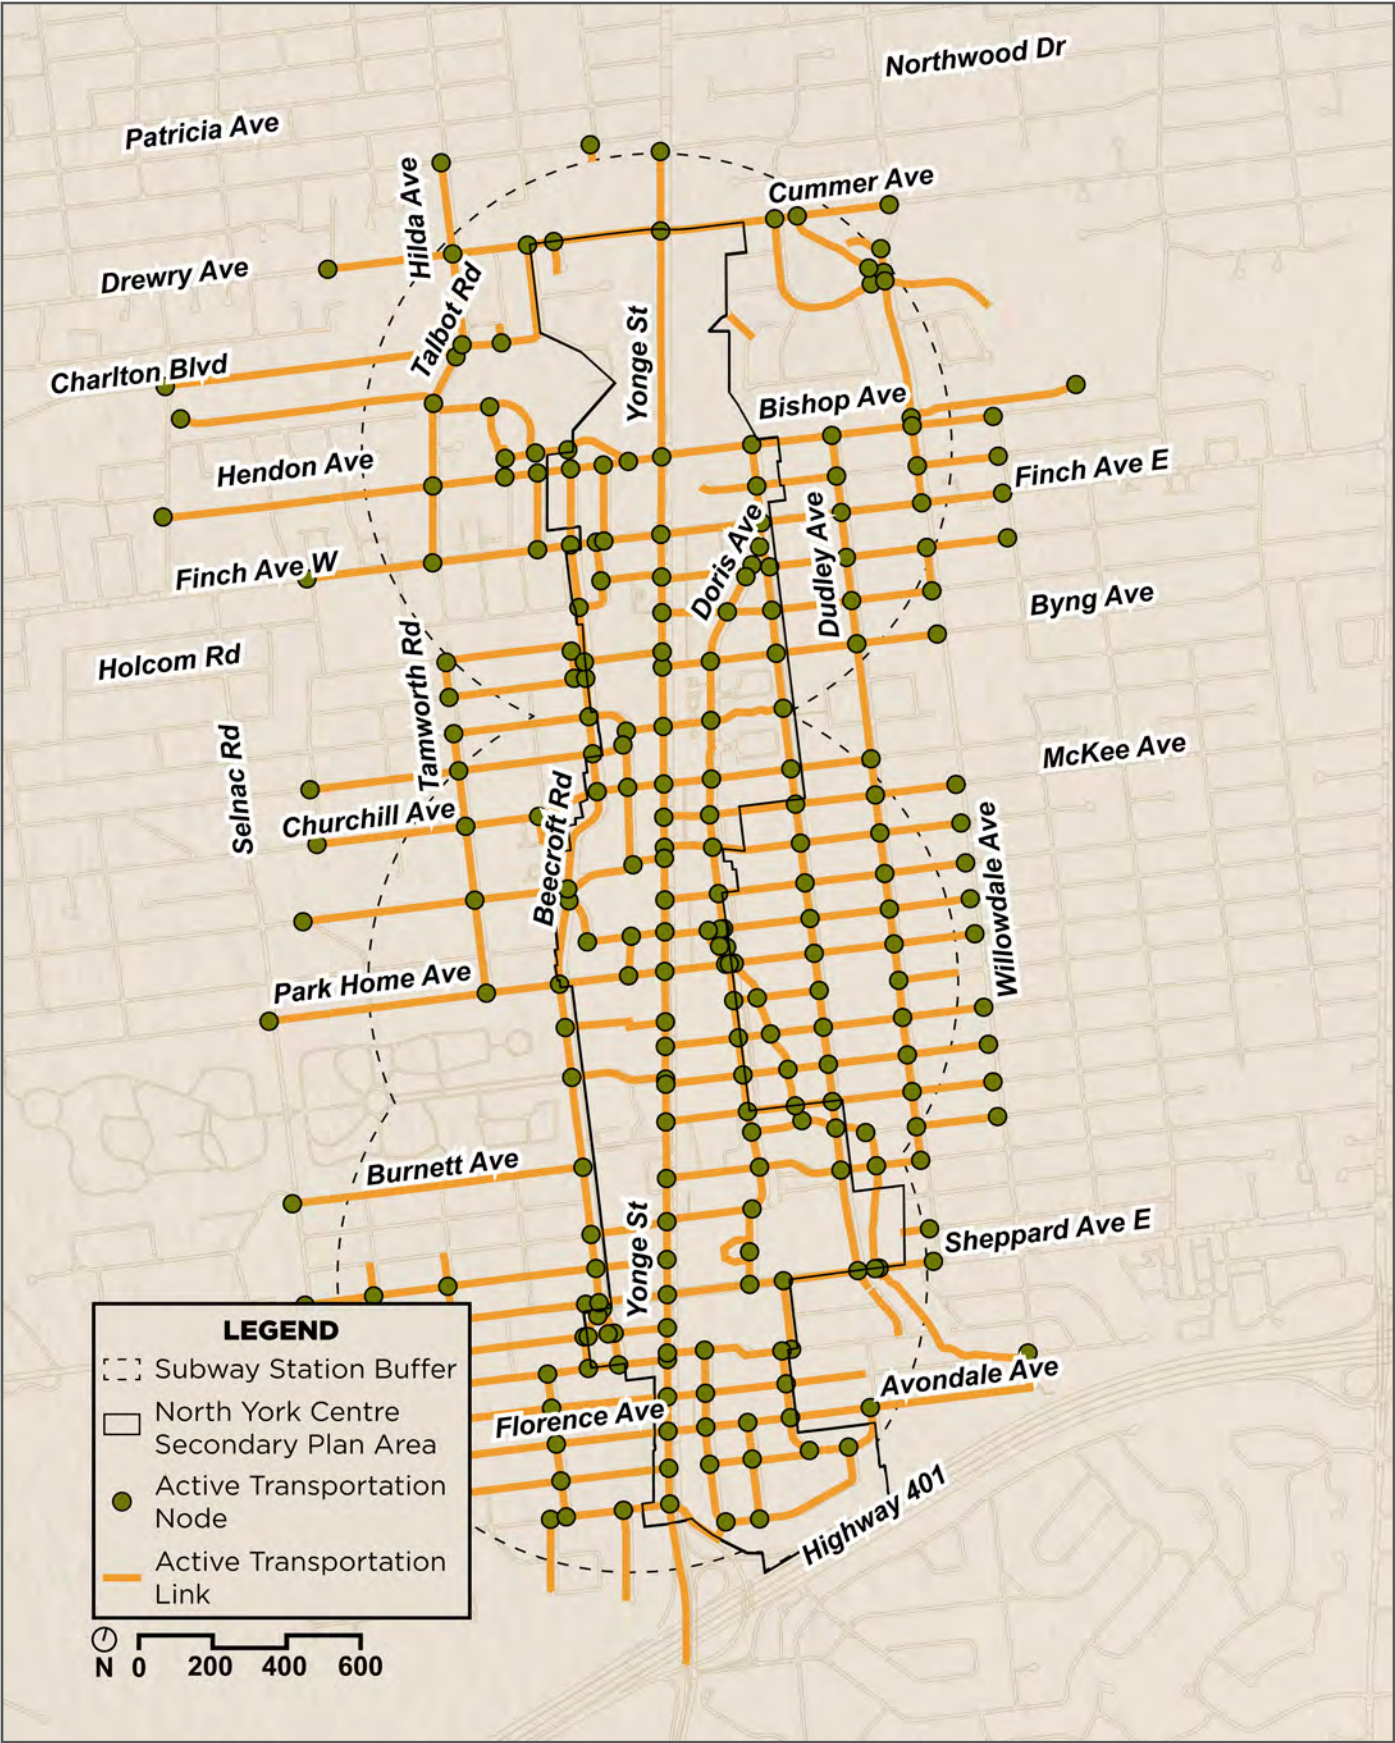 Northwood Dr
Patricia Ave
Hilda Ave
Cummer Ave
Drewry Ave
Talbot Rd
Yonge St
Charlton Blvd
Bishop Ave
Hendon Ave
Finch Ave E
Doris Ave
Dudley Ave
Finch Ave W
Byng Ave
Holcom Rd
Tamworth Rd
Selnac Rd
McKee Ave
Churchill Ave
Beecroft Rd
Willowdale Ave
Park Home Ave
Burnett Ave
Yonge St
Sheppard Ave E
Avondale Ave
Florence Ave
Highway 401
LEGEND
Subway Station Buffer
North York Centre
Secondary Plan Area
Active Transportation
Node
Active Transportation
Link
N 0 200 400 600